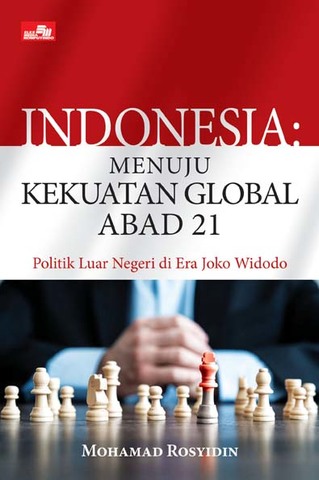 INDONESIA:
MENUJU
KEKUATAN GLOBAL
ABAD 21
Politik Luar Negeri di Era Joko Widodo
MOHAMAD ROSYIDIN